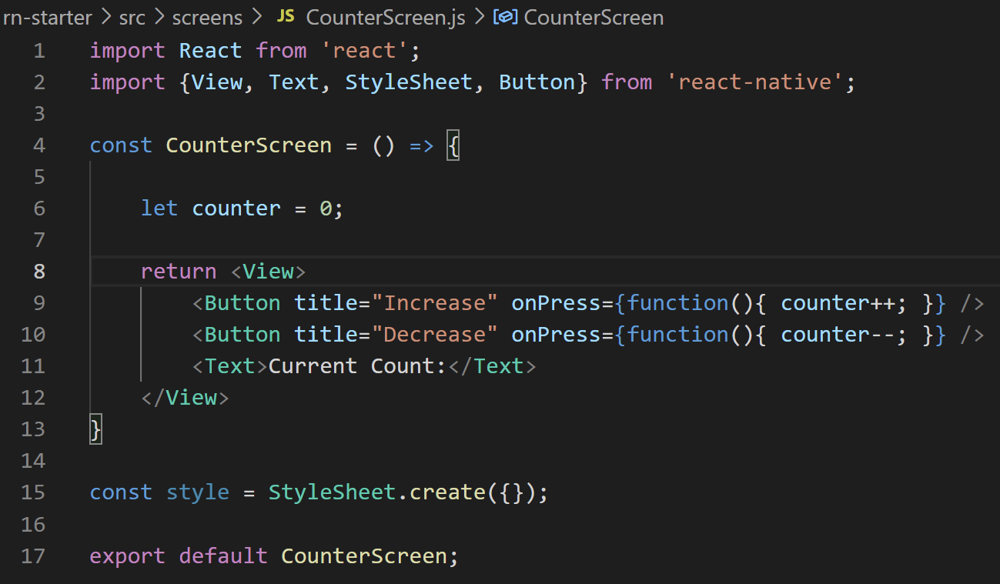 rn-starter > src > screens > JS CounterScreen.js > CounterScreen
1 import React from 'react';
2 import {View, Text, StyleSheet, Button} from 'react-native';
3
4 const CounterScreen = () => {
5
6     let counter = 0;
7
8     return <View>
9         <Button title="Increase" onPress={function(){ counter++; }} />
10         <Button title="Decrease" onPress={function(){ counter--; }} />
11         <Text>Current Count:</Text>
12     </View>
13 }
14
15 const style = StyleSheet.create({});
16
17 export default CounterScreen;